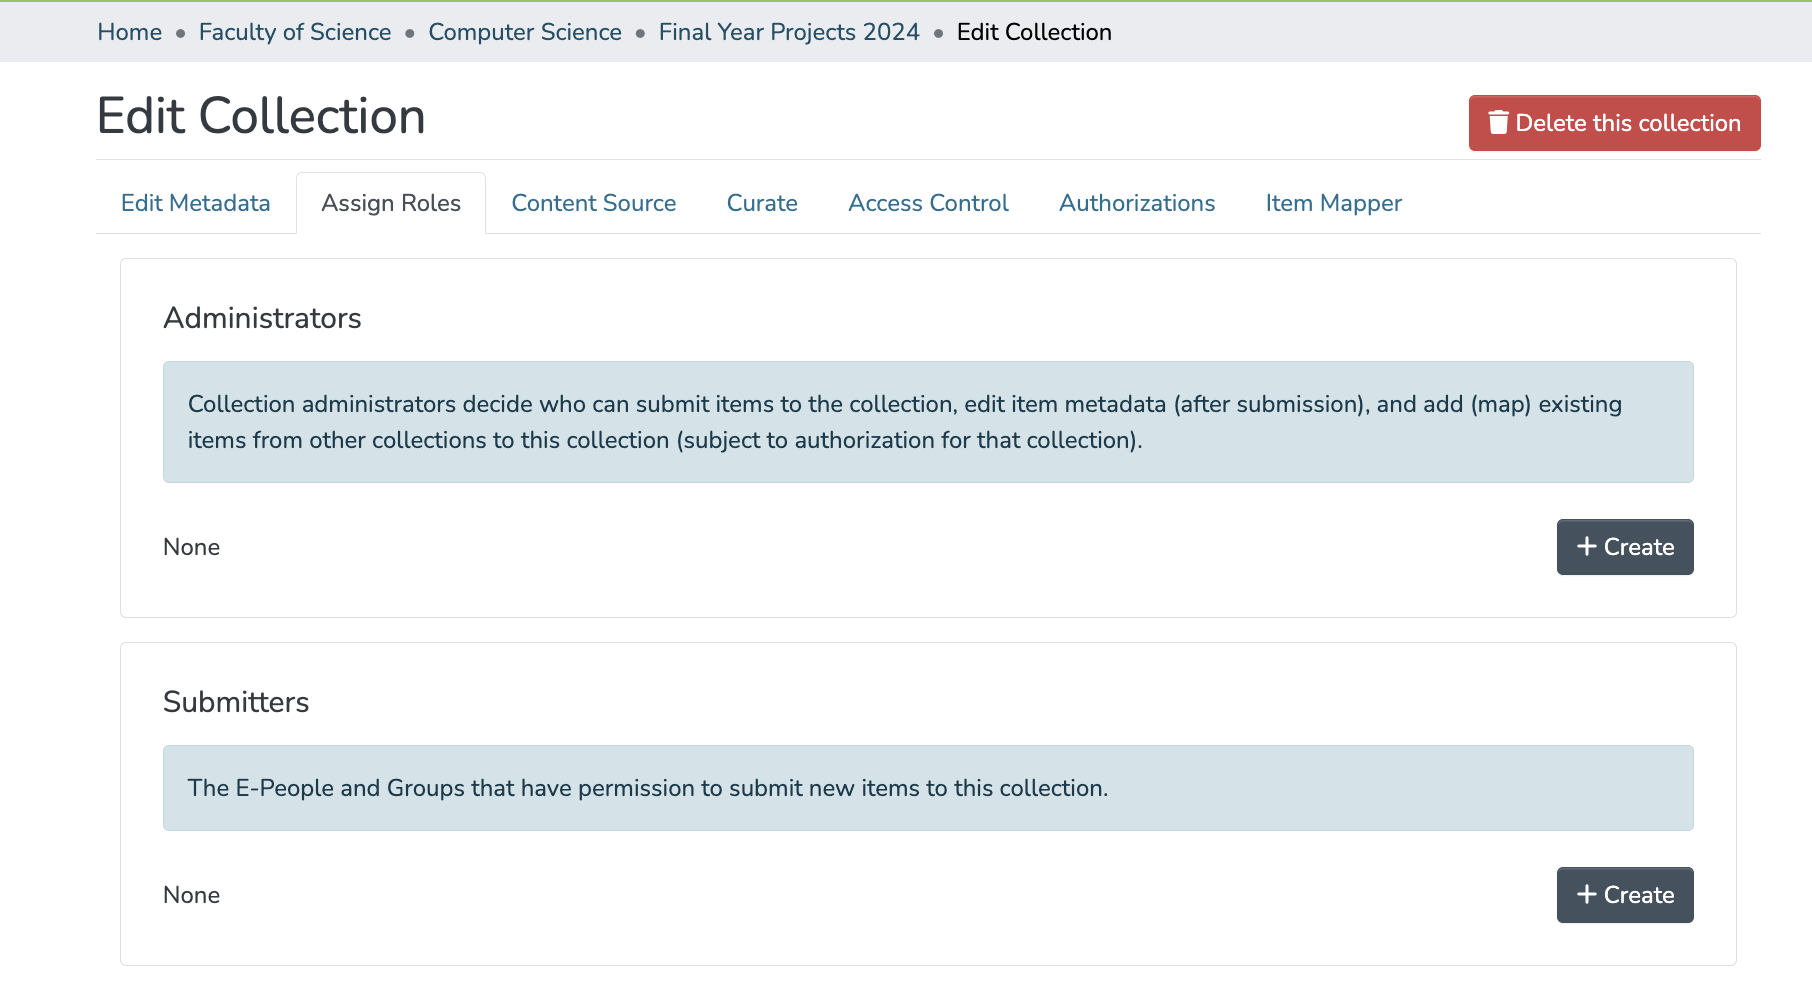 Home • Faculty of Science • Computer Science • Final Year Projects 2024 • Edit Collection
Edit Collection
Delete this collection
Edit Metadata Assign Roles Content Source Curate Access Control Authorizations Item Mapper
Administrators
Collection administrators decide who can submit items to the collection, edit item metadata (after submission), and add (map) existing
items from other collections to this collection (subject to authorization for that collection).
None
+ Create
Submitters
The E-People and Groups that have permission to submit new items to this collection.
None
+ Create